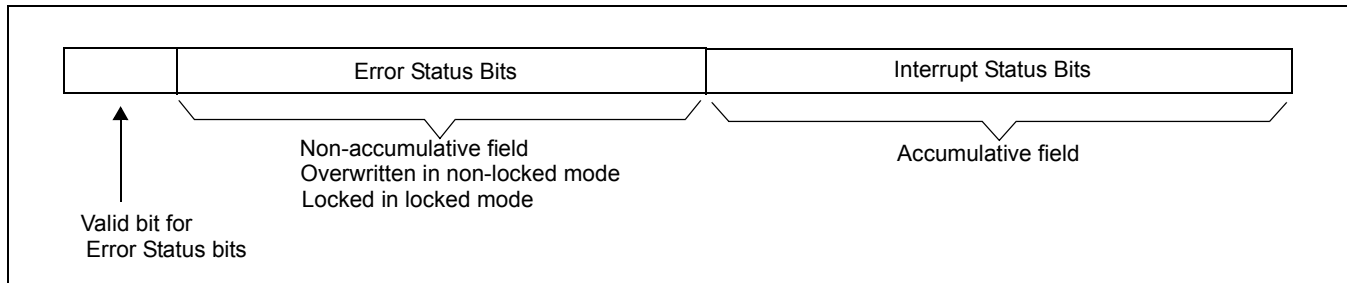 Error Status Bits
Interrupt Status Bits
Non-accumulative field
Overwritten in non-locked mode
Locked in locked mode
Accumulative field
Valid bit for
Error Status bits